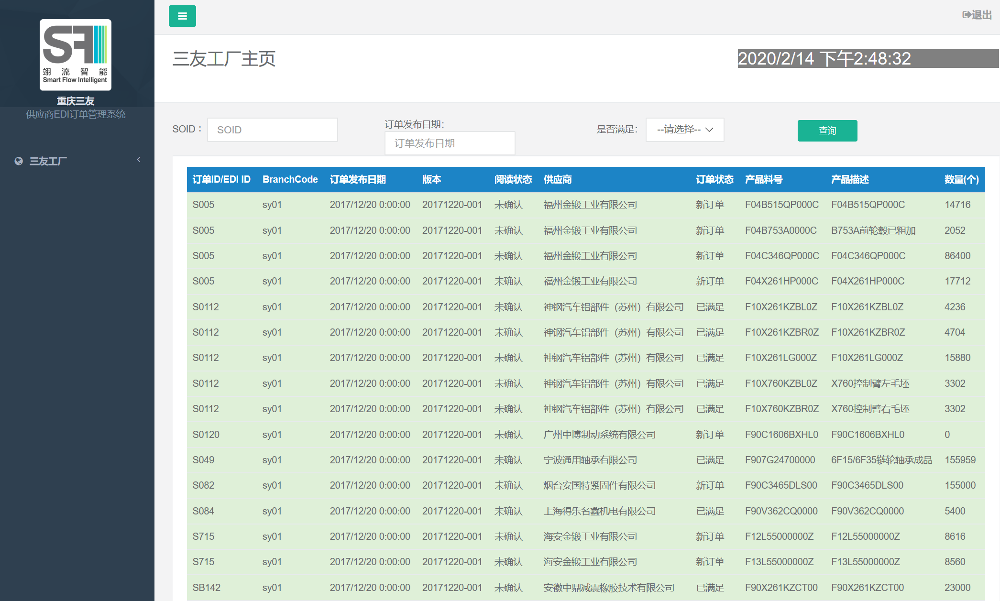 SFI
翊流智能
Smart Flow Intelligent
重庆三友
供应商EDI订单管理系统
三友工厂
退出
三友工厂主页
2020/2/14 下午2:48:32
SOID： SOID
订单发布日期：
订单发布日期
是否满足： --请选择--
查询
订单ID/EDI ID BranchCode 订单发布日期 版本 阅读状态 供应商 订单状态 产品料号 产品描述 数量(个)
S005 sy01 2017/12/20 0:00:00 20171220-001 未确认 福州金锻工业有限公司 新订单 F04B515QP000C F04B515QP000C 14716
S005 sy01 2017/12/20 0:00:00 20171220-001 未确认 福州金锻工业有限公司 新订单 F04B753A0000C B753A前轮毂已粗加 2052
S005 sy01 2017/12/20 0:00:00 20171220-001 未确认 福州金锻工业有限公司 新订单 F04C346QP000C F04C346QP000C 86400
S005 sy01 2017/12/20 0:00:00 20171220-001 未确认 福州金锻工业有限公司 新订单 F04X261HP000C F04X261HP000C 17712
S0112 sy01 2017/12/20 0:00:00 20171220-001 未确认 神钢汽车铝部件（苏州）有限公司 已满足 F10X261KZBL0Z F10X261KZBL0Z 4236
S0112 sy01 2017/12/20 0:00:00 20171220-001 未确认 神钢汽车铝部件（苏州）有限公司 已满足 F10X261KZBR0Z F10X261KZBR0Z 4704
S0112 sy01 2017/12/20 0:00:00 20171220-001 未确认 神钢汽车铝部件（苏州）有限公司 已满足 F10X261LG000Z F10X261LG000Z 15880
S0112 sy01 2017/12/20 0:00:00 20171220-001 未确认 神钢汽车铝部件（苏州）有限公司 已满足 F10X760KZBL0Z X760控制臂左毛坯 3302
S0112 sy01 2017/12/20 0:00:00 20171220-001 未确认 神钢汽车铝部件（苏州）有限公司 已满足 F10X760KZBR0Z X760控制臂右毛坯 3302
S0120 sy01 2017/12/20 0:00:00 20171220-001 未确认 广州中博制动系统有限公司 新订单 F90C1606BXHL0 F90C1606BXHL0 0
S049 sy01 2017/12/20 0:00:00 20171220-001 未确认 宁波通用轴承有限公司 已满足 F907G24700000 6F15/6F35链轮轴承成品 155959
S082 sy01 2017/12/20 0:00:00 20171220-001 未确认 烟台安国特紧固件有限公司 新订单 F90C3465DLS00 F90C3465DLS00 155000
S084 sy01 2017/12/20 0:00:00 20171220-001 未确认 上海得乐名鑫机电有限公司 已满足 F90V362CQ0000 F90V362CQ0000 5400
S715 sy01 2017/12/20 0:00:00 20171220-001 未确认 海安金锻工业有限公司 新订单 F12L55000000Z F12L55000000Z 8616
S715 sy01 2017/12/20 0:00:00 20171220-001 未确认 海安金锻工业有限公司 新订单 F13L55000000Z F13L55000000Z 8560
SB142 sy01 2017/12/20 0:00:00 20171220-001 未确认 安徽中鼎减震橡胶技术有限公司 已满足 F90X261KZCT00 F90X261KZCT00 23000